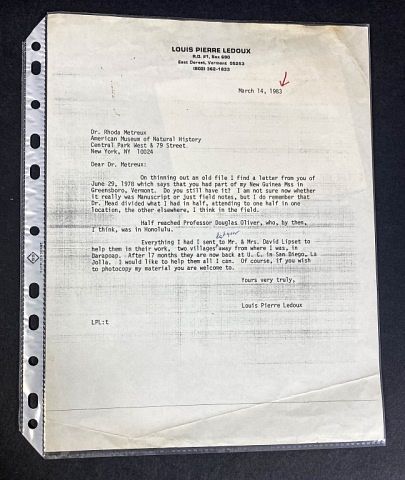 LOUIS PIERRE LEDOUX
R.D. #1, Box 690
East Dorset, Vermont 05253
(802) 362-1833
March 14, 1983
Dr. Rhoda Metreux
American Museum of Natural History
Central Park West & 79 Street
New York, NY 10024
Dear Dr. Metreux:
On thinning out an old file I find a letter from you of
June 29, 1978 which says that you had part of my New Guinea Mss in
Greensboro, Vermont. Do you still have it? I am not sure whether
it really was Manuscript or just field notes, but I do remember that
Dr. Mead divided what I had in half, attending to one half in one
location, the other elsewhere, I think in the field.
Half reached Professor Douglas Oliver, who, by then,
I think, was in Honolulu.
Everything I had I sent to Mr. & Mrs. David Lipset to
help them in their work, two villages away from where I was, in
Darapoap. After 17 months they are now back at U. C. in San Diego, La
Jolla. I would like to help them all I can. Of course, if you wish
to photocopy my material you are welcome to.
Yours very truly,
Louis Pierre Ledoux
LPL:t